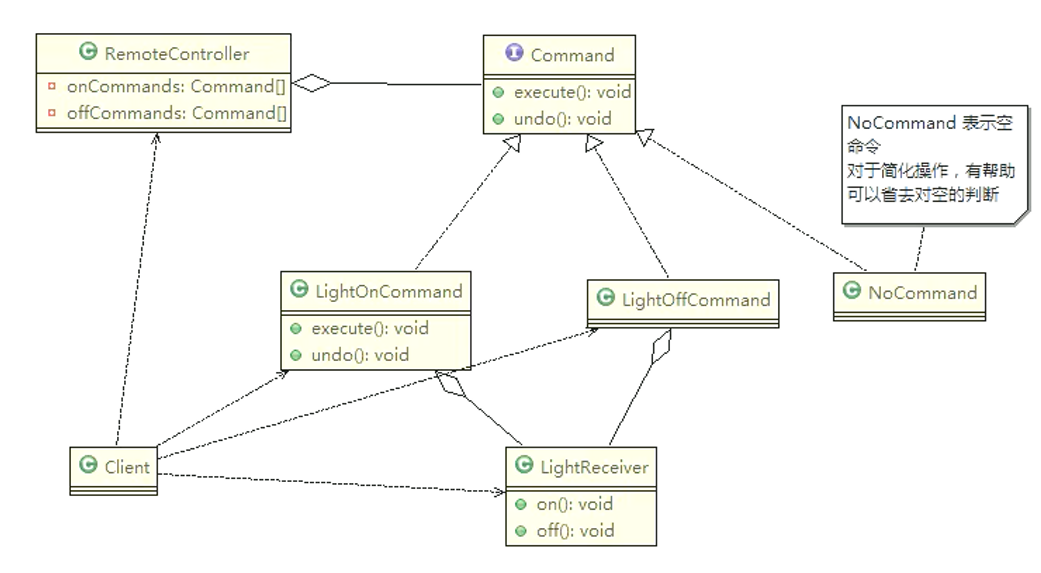 RemoteController
onCommands: Command[]
offCommands: Command[]
Command
execute(): void
undo(): void
NoCommand 表示空
命令
对于简化操作，有帮助
可以省去对空的判断
LightOnCommand
execute(): void
undo(): void
LightOffCommand
NoCommand
Client
LightReceiver
on(): void
off(): void